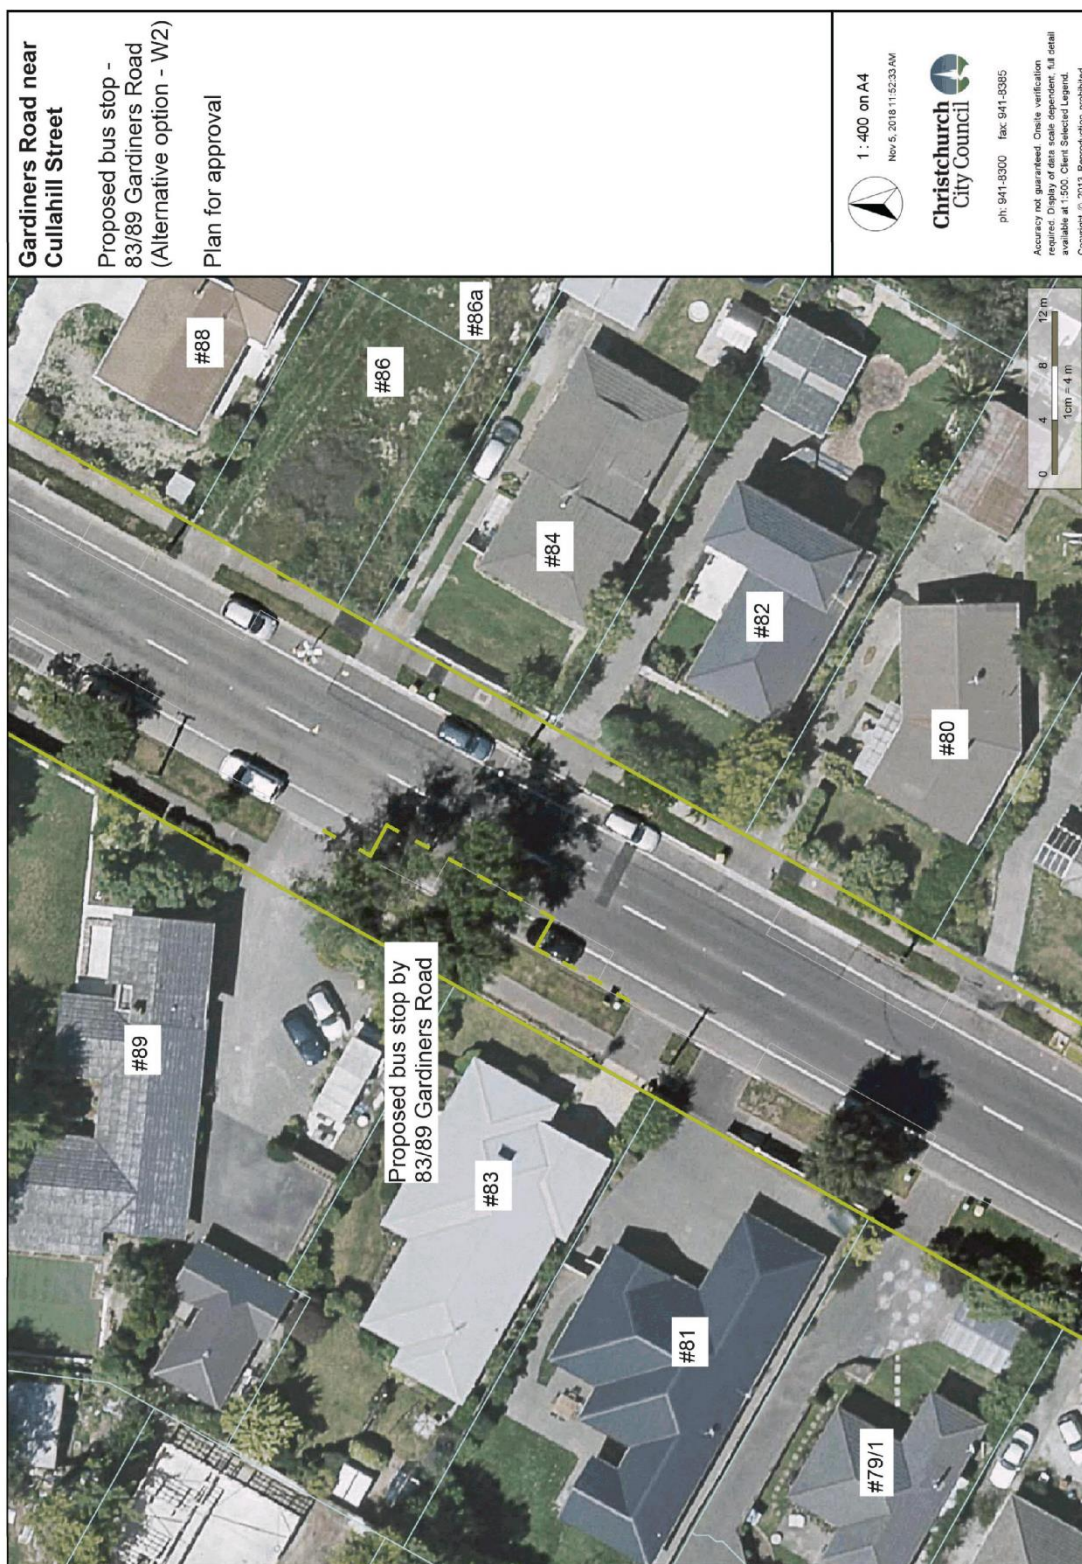 Gardiners Road near
Cullahill Street
Proposed bus stop -
83/89 Gardiners Road
(Alternative option - W2)
Plan for approval
1 : 400 on A4
Nov 5, 2018 11:52:33 AM
Christchurch
City Council
ph: 941-8300 fax: 941-8385
Accuracy not guaranteed. Onsite verification
required. Display of data scale dependent, full detail
available at 1:500. Client Selected Legend.
Copyright © 2013. Reproduction prohibited
#88
#86
#86a
#84
#82
#80
#89
Proposed bus stop by
83/89 Gardiners Road
#83
#81
#79/1
0 4 8 12 m
1cm = 4 m